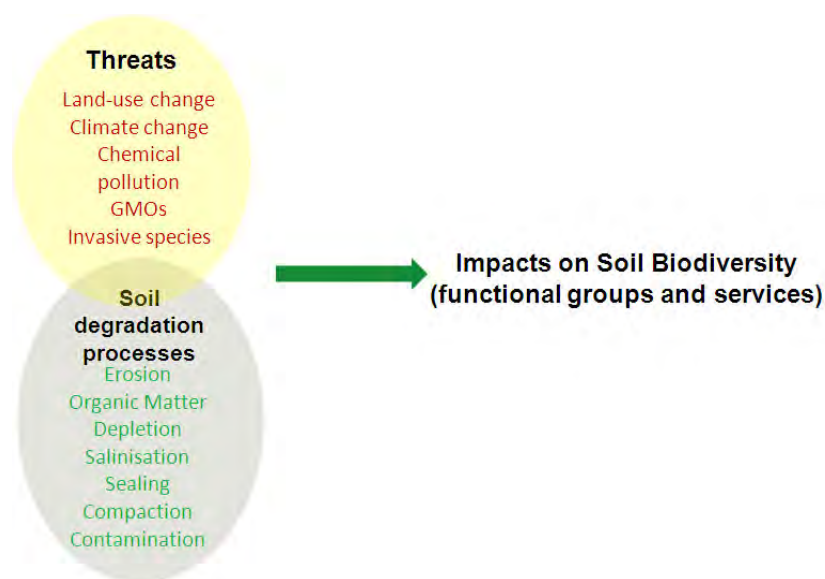 Threats
Land-use change
Climate change
Chemical
pollution
GMOs
Invasive species
Soil
degradation
processes
Erosion
Organic Matter
Depletion
Salinisation
Sealing
Compaction
Contamination
Impacts on Soil Biodiversity
(functional groups and services)